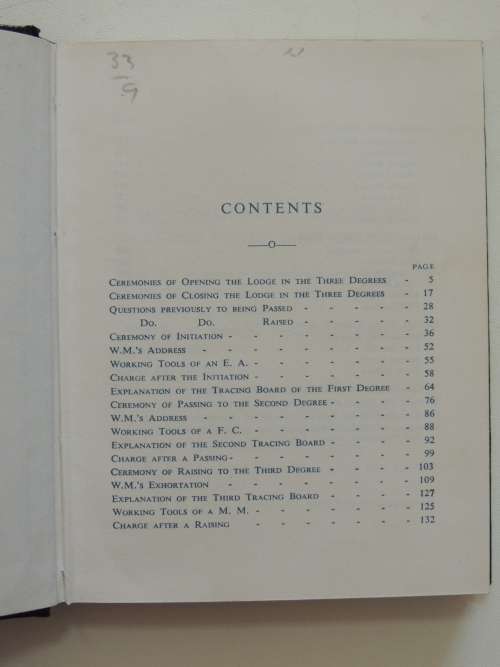 33
9
CONTENTS
PAGE
CEREMONIES OF OPENING THE LODGE IN THE THREE DEGREES - 5
CEREMONIES OF CLOSING THE LODGE IN THE THREE DEGREES - 17
QUESTIONS PREVIOUSLY TO BEING PASSED - - - - - 28
DO. DO. RAISED - - - - - 32
CEREMONY OF INITIATION - - - - - - - - 36
W.M.'S ADDRESS - - - - - - - - - 52
WORKING TOOLS OF AN E. A. - - - - - - - 55
CHARGE AFTER THE INITIATION - - - - - - - 58
EXPLANATION OF THE TRACING BOARD OF THE FIRST DEGREE - 64
CEREMONY OF PASSING TO THE SECOND DEGREE - - - - 76
W.M.'S ADDRESS - - - - - - - - - 86
WORKING TOOLS OF A F. C. - - - - - - - 88
EXPLANATION OF THE SECOND TRACING BOARD - - - - 92
CHARGE AFTER A PASSING - - - - - - - - 99
CEREMONY OF RAISING TO THE THIRD DEGREE - - - - 103
W.M.'S EXHORTATION - - - - - - - - 109
EXPLANATION OF THE THIRD TRACING BOARD - - - - 127
WORKING TOOLS OF A M. M. - - - - - - - 125
CHARGE AFTER A RAISING - - - - - - - 132